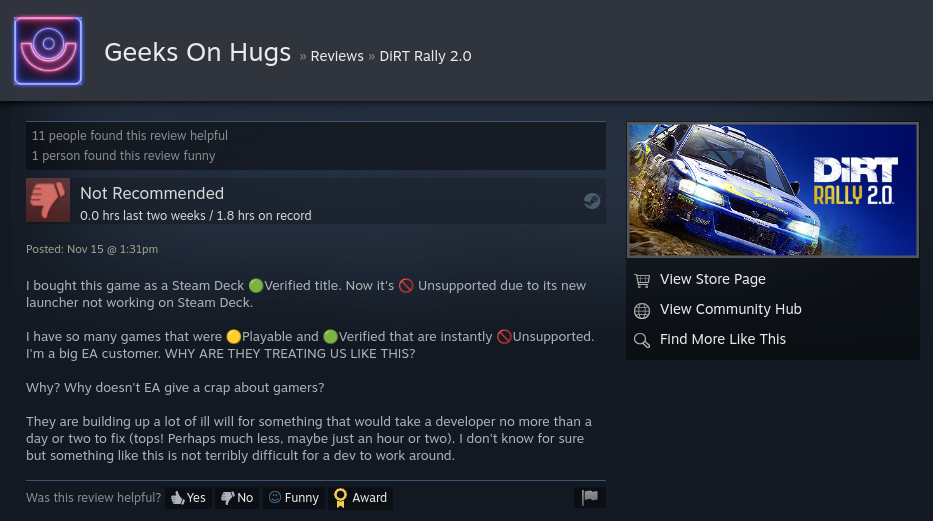 Geeks On Hugs » Reviews » DiRT Rally 2.0
11 people found this review helpful
1 person found this review funny
Not Recommended
0.0 hrs last two weeks / 1.8 hrs on record
Posted: Nov 15 @ 1:31pm
I bought this game as a Steam Deck 🟢Verified title. Now it's 🚫 Unsupported due to its new
launcher not working on Steam Deck.
I have so many games that were 🟡Playable and 🟢Verified that are instantly 🚫Unsupported.
I'm a big EA customer. WHY ARE THEY TREATING US LIKE THIS?
Why? Why doesn't EA give a crap about gamers?
They are building up a lot of ill will for something that would take a developer no more than a
day or two to fix (tops! Perhaps much less, maybe just an hour or two). I don't know for sure
but something like this is not terribly difficult for a dev to work around.
Was this review helpful? Yes No Funny Award
DiRT
RALLY 2.0
View Store Page
View Community Hub
Find More Like This